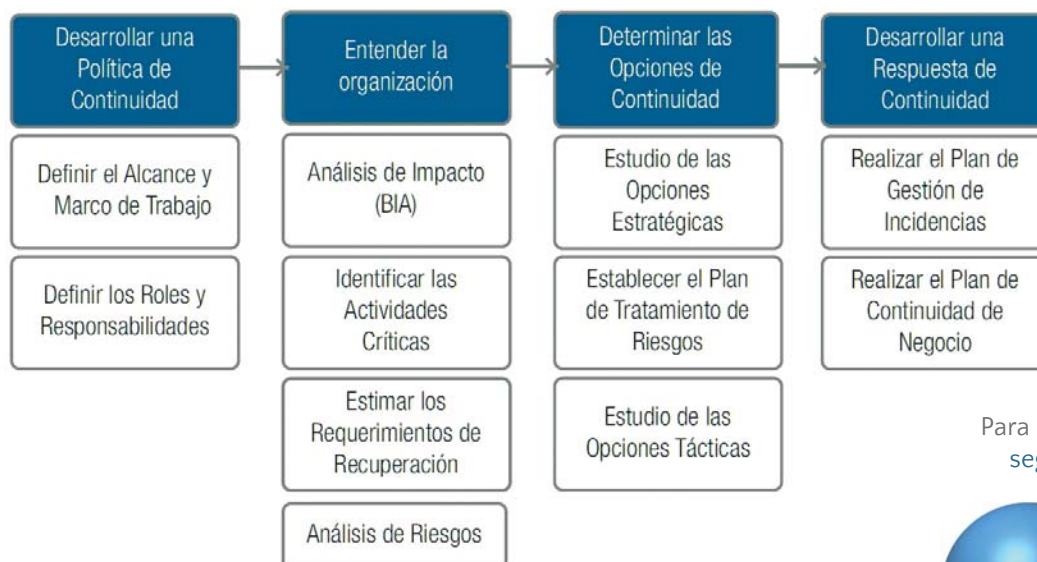 Desarrollar una
Política de
Continuidad
Definir el Alcance y
Marco de Trabajo
Definir los Roles y
Responsabilidades
Entender la
organización
Análisis de Impacto
(BIA)
Identificar las
Actividades
Críticas
Estimar los
Requerimientos de
Recuperación
Análisis de Riesgos
Determinar las
Opciones de
Continuidad
Estudio de las
Opciones
Estratégicas
Establecer el Plan
de Tratamiento de
Riesgos
Estudio de las
Opciones Tácticas
Desarrollar una
Respuesta de
Continuidad
Realizar el Plan de
Gestión de
Incidencias
Realizar el Plan de
Continuidad de
Negocio
Para